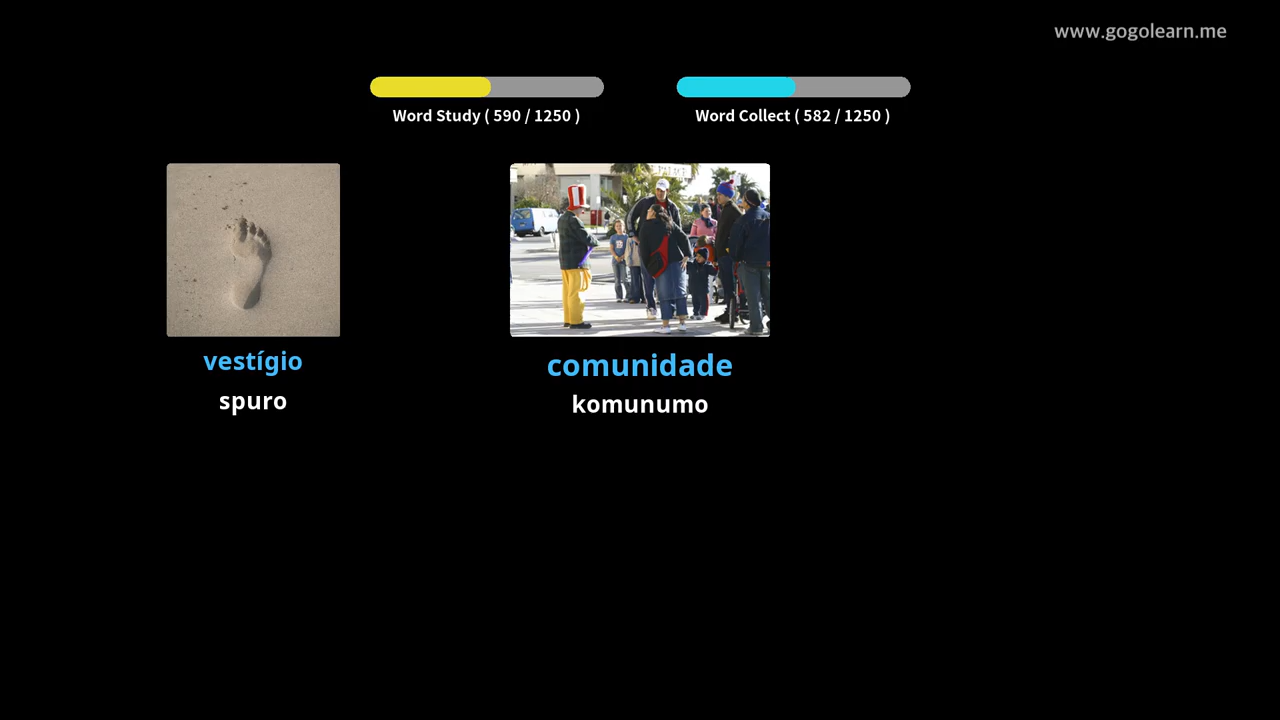 www.gogolearn.me
Word Study ( 590 / 1250 )
Word Collect ( 582 / 1250 )
vestígio
spuro
comunidade
komunumo